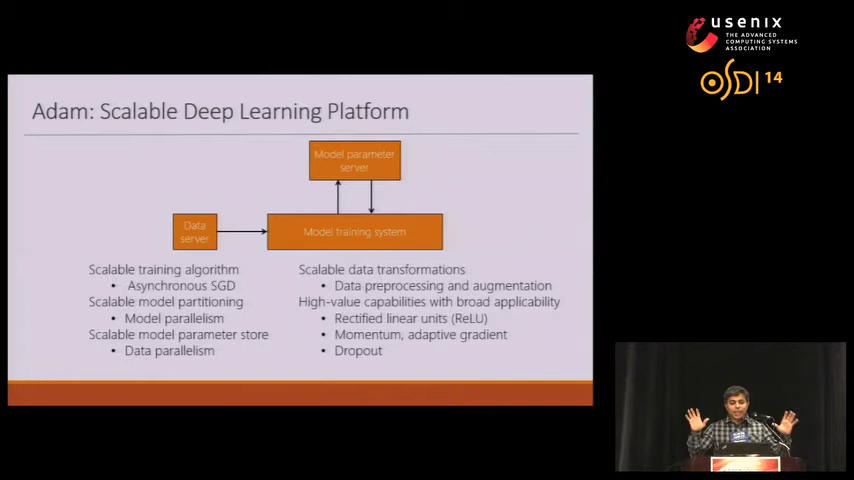 usenix
THE ADVANCED
COMPUTING SYSTEMS
ASSOCIATION
OSDI 14
Adam: Scalable Deep Learning Platform
Model parameter
server
Data
server
Model training system
Scalable training algorithm
• Asynchronous SGD
Scalable model partitioning
• Model parallelism
Scalable model parameter store
• Data parallelism
Scalable data transformations
• Data preprocessing and augmentation
High-value capabilities with broad applicability
• Rectified linear units (ReLU)
• Momentum, adaptive gradient
• Dropout